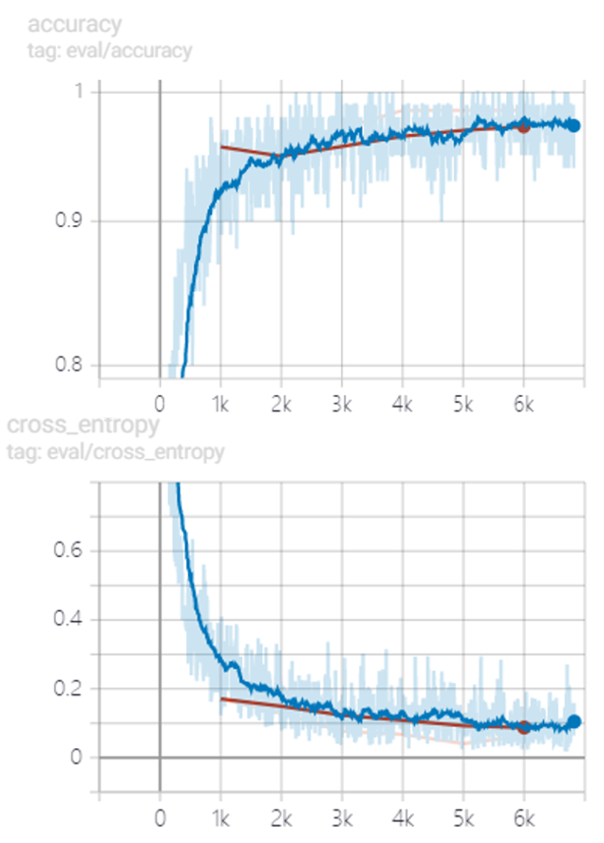 accuracy
tag: eval/accuracy
1
0.9
0.8
0 1k 2k 3k 4k 5k 6k
cross_entropy
tag: eval/cross_entropy
0.6
0.4
0.2
0
0 1k 2k 3k 4k 5k 6k